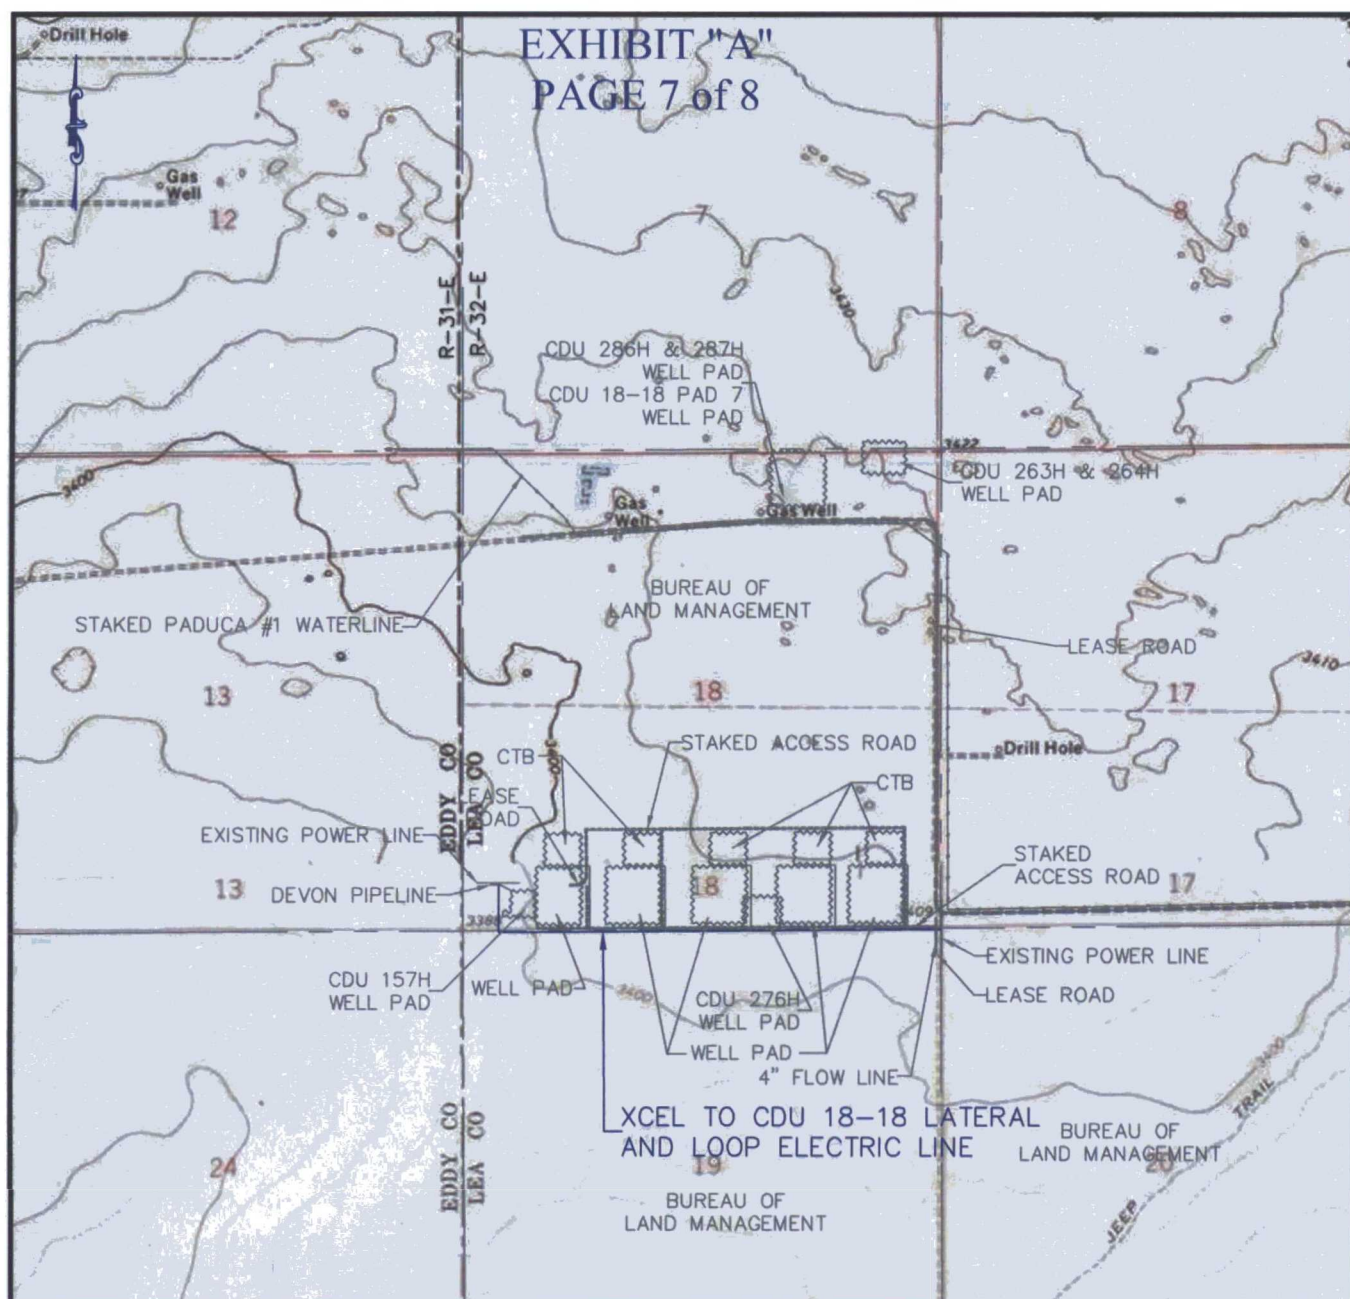 EXHIBIT "A"
PAGE 7 of 8
Drill Hole
Gas
Well
12
7
8
R-31-E
R-32-E
3420
CDU 286H & 287H
WELL PAD
CDU 18-18 PAD 7
WELL PAD
3422
3400
CDU 263H & 264H
WELL PAD
Gas
Well
Gas Well
BUREAU OF
LAND MANAGEMENT
STAKED PADUCA #1 WATERLINE
LEASE ROAD
3410
13
18
17
EDDY CO
LEA CO
3400
STAKED ACCESS ROAD
Drill Hole
CTB
CTB
LEASE
ROAD
EXISTING POWER LINE
STAKED
ACCESS ROAD
13
DEVON PIPELINE
18
17
EXISTING POWER LINE
CDU 157H
WELL PAD
WELL PAD
3400
CDU 276H
WELL PAD
LEASE ROAD
WELL PAD
4" FLOW LINE
3400
TRAIL
XCEL TO CDU 18-18 LATERAL
AND LOOP ELECTRIC LINE
EDDY CO
LEA CO
BUREAU OF
LAND MANAGEMENT
24
19
20
BUREAU OF
LAND MANAGEMENT
JEEP